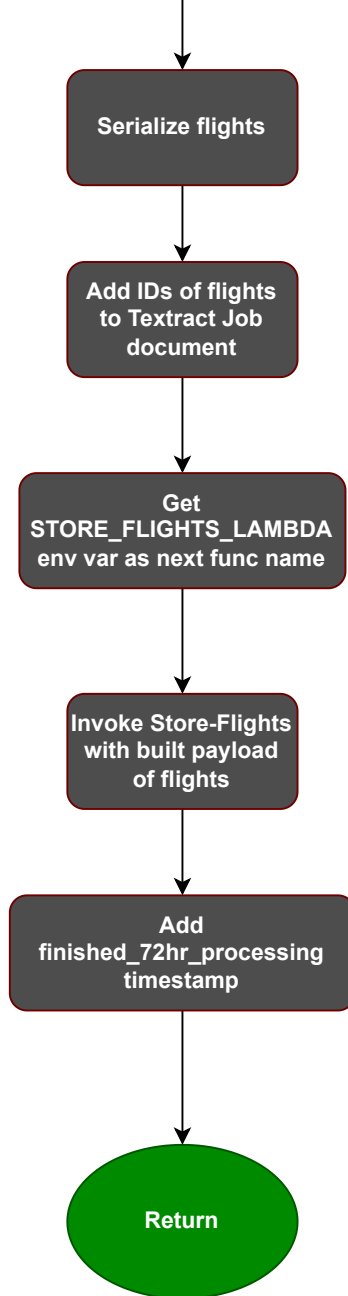 Serialize flights
Add IDs of flights
to Textract Job
document
Get
STORE_FLIGHTS_LAMBDA
env var as next func name
Invoke Store-Flights
with built payload
of flights
Add
finished_72hr_processing
timestamp
Return